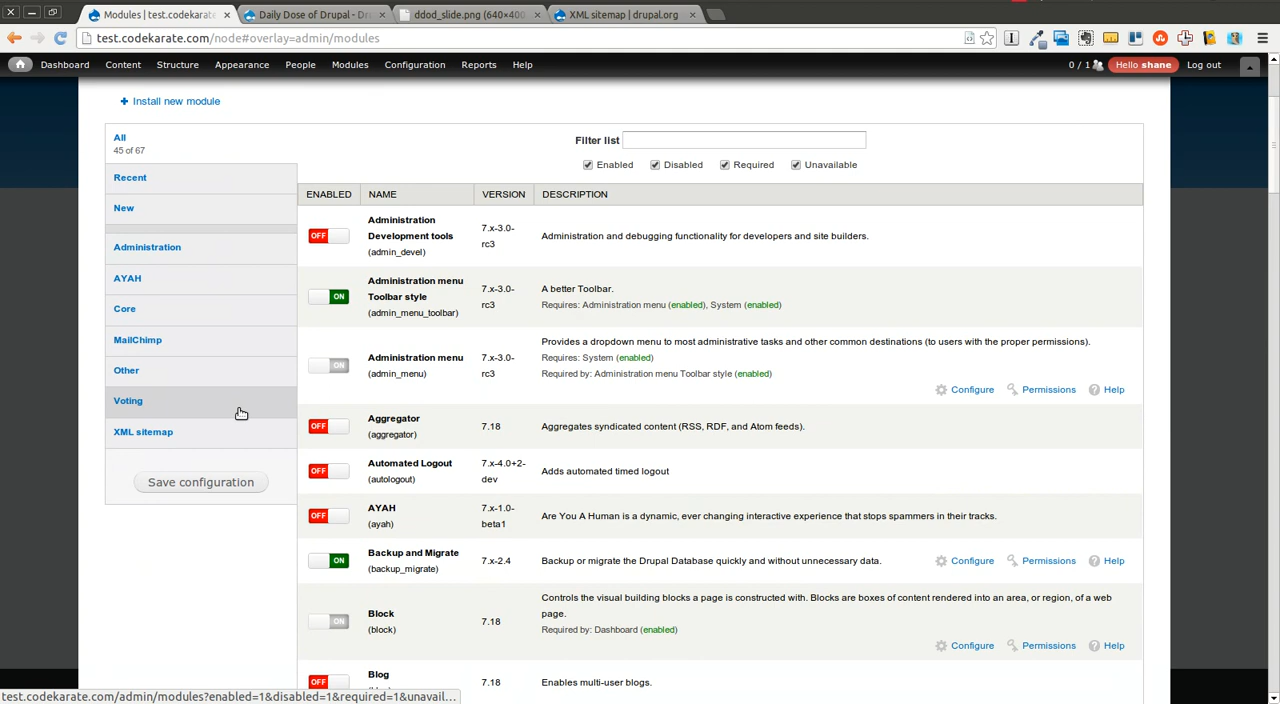 Modules | test.codekarate
Daily Dose of Drupal - Dr
ddod_slide.png (640×400
XML sitemap | drupal.org
test.codekarate.com/node#overlay=admin/modules
Dashboard Content Structure Appearance People Modules Configuration Reports Help 0 / 1 Hello shane Log out
Install new module
All
45 of 67
Recent
New
Administration
AYAH
Core
MailChimp
Other
Voting
XML sitemap
Save configuration
Filter list
Enabled Disabled Required Unavailable
ENABLED NAME VERSION DESCRIPTION
OFF
Administration
Development tools
(admin_devel)
7.x-3.0-
rc3
Administration and debugging functionality for developers and site builders.
ON
Administration menu
Toolbar style
(admin_menu_toolbar)
7.x-3.0-
rc3
A better Toolbar.
Requires: Administration menu (enabled), System (enabled)
ON
Administration menu
(admin_menu)
7.x-3.0-
rc3
Provides a dropdown menu to most administrative tasks and other common destinations (to users with the proper permissions).
Requires: System (enabled)
Required by: Administration menu Toolbar style (enabled)
Configure Permissions Help
OFF
Aggregator
(aggregator)
7.18
Aggregates syndicated content (RSS, RDF, and Atom feeds).
OFF
Automated Logout
(autologout)
7.x-4.0+2-
dev
Adds automated timed logout
OFF
AYAH
(ayah)
7.x-1.0-
beta1
Are You A Human is a dynamic, ever changing interactive experience that stops spammers in their tracks.
ON
Backup and Migrate
(backup_migrate)
7.x-2.4
Backup or migrate the Drupal Database quickly and without unnecessary data.
Configure Permissions Help
ON
Block
(block)
7.18
Controls the visual building blocks a page is constructed with. Blocks are boxes of content rendered into an area, or region, of a web
page.
Required by: Dashboard (enabled)
Configure Permissions Help
OFF
Blog
7.18
Enables multi-user blogs.
test.codekarate.com/admin/modules?enabled=1&disabled=1&required=1&unavail...